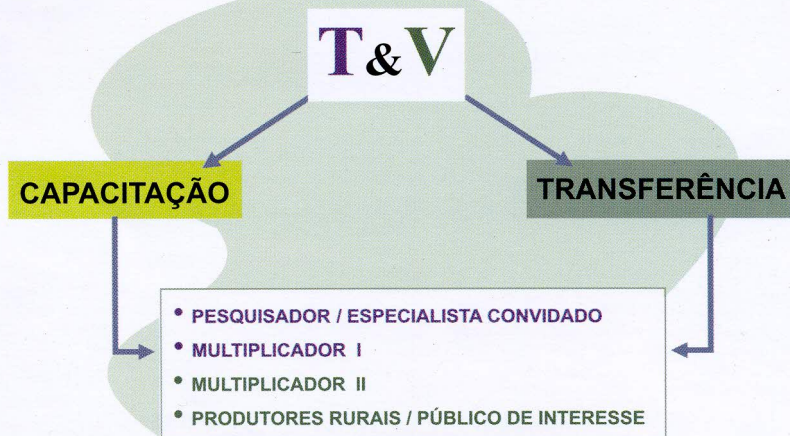 T & V
CAPACITAÇÃO
TRANSFERÊNCIA
• PESQUISADOR / ESPECIALISTA CONVIDADO
• MULTIPLICADOR I
• MULTIPLICADOR II
• PRODUTORES RURAIS / PÚBLICO DE INTERESSE